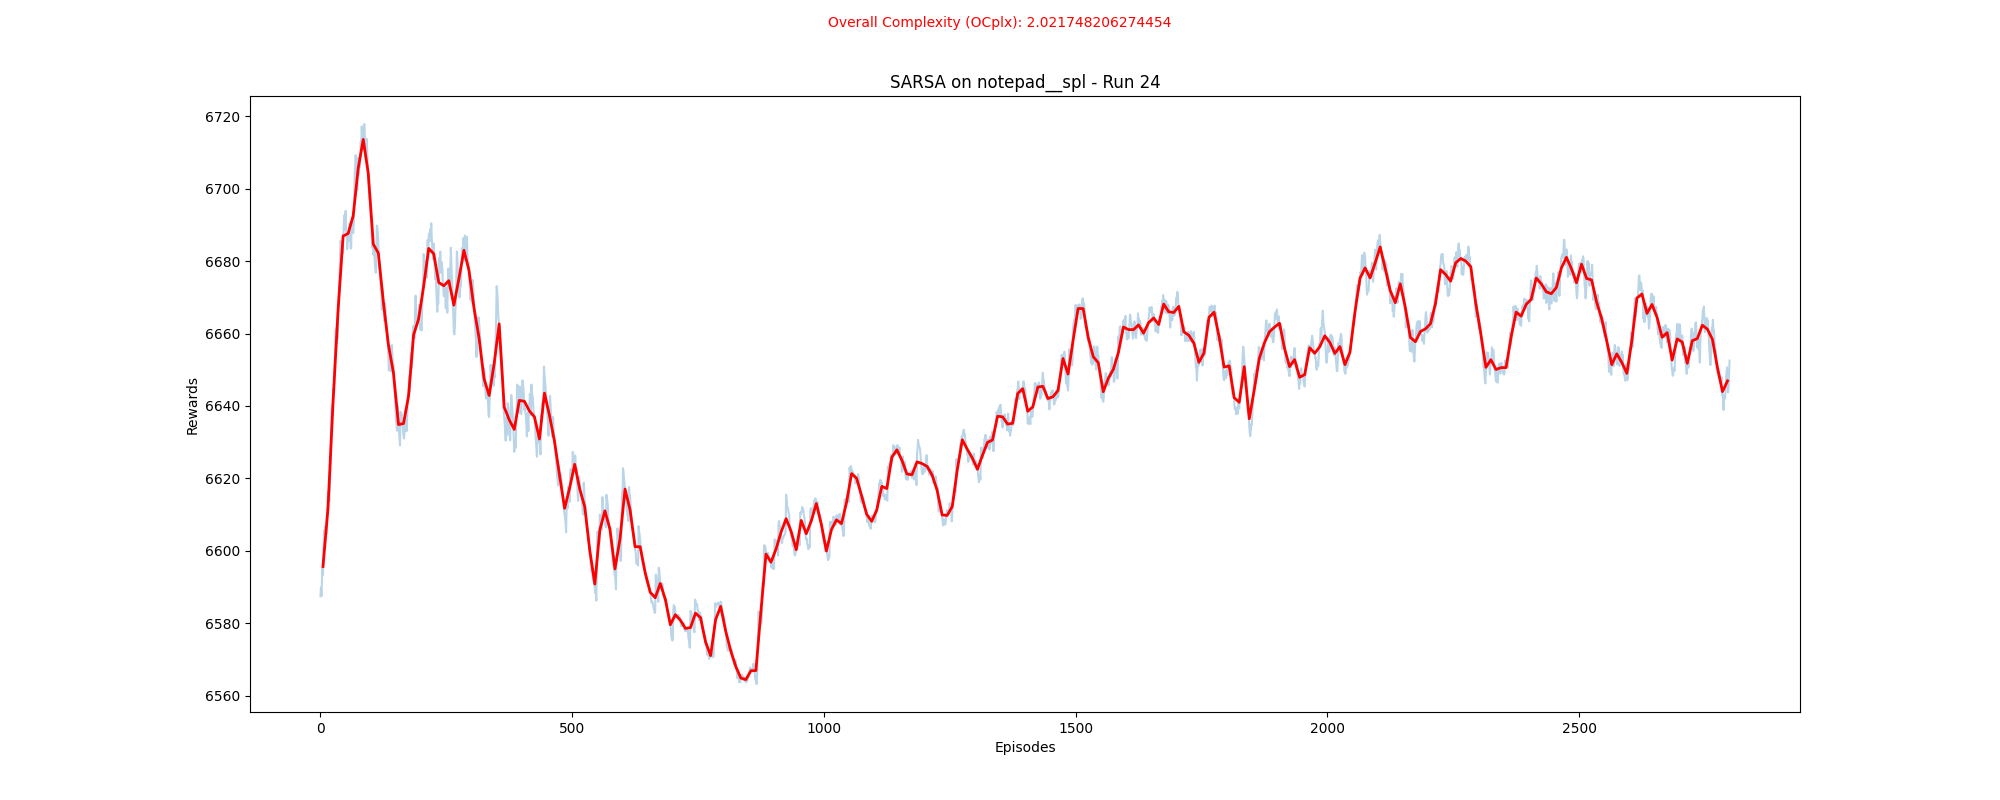 Overall Complexity (OCplx): 2.021748206274454
SARSA on notepad__spl - Run 24
6720
6700
6680
6660
6640
6620
6600
6580
6560
Rewards
0 500 1000 1500 2000 2500
Episodes